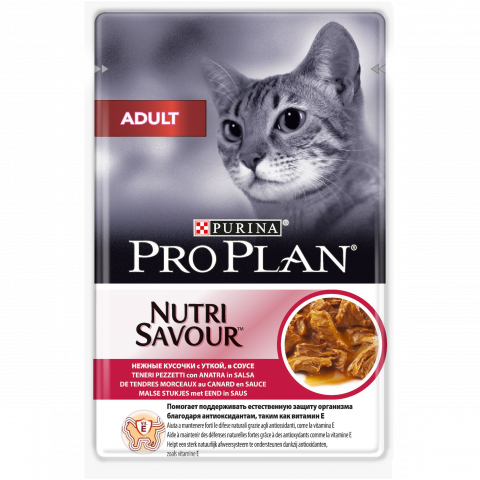 ADULT
PURINA®
PRO PLAN®
NUTRI
SAVOUR™
НЕЖНЫЕ КУСОЧКИ с УТКОЙ, в СОУСЕ
TENERI PEZZETTI con ANATRA in SALSA
DE TENDRES MORCEAUX au CANARD en SAUCE
MALSE STUKJES met EEND in SAUS
Помогает поддерживать естественную защиту организма
благодаря антиоксидантам, таким как витамин Е
Aiuta a mantenere forti le difese naturali grazie agli antiossidanti, come la vitamina E
Aide à maintenir des défenses naturelles fortes grâce à des antioxydants comme la vitamine E
Helpt een sterk natuurlijk afweersysteem te ondersteunen dankzij antioxidanten,
zoals vitamine E
E